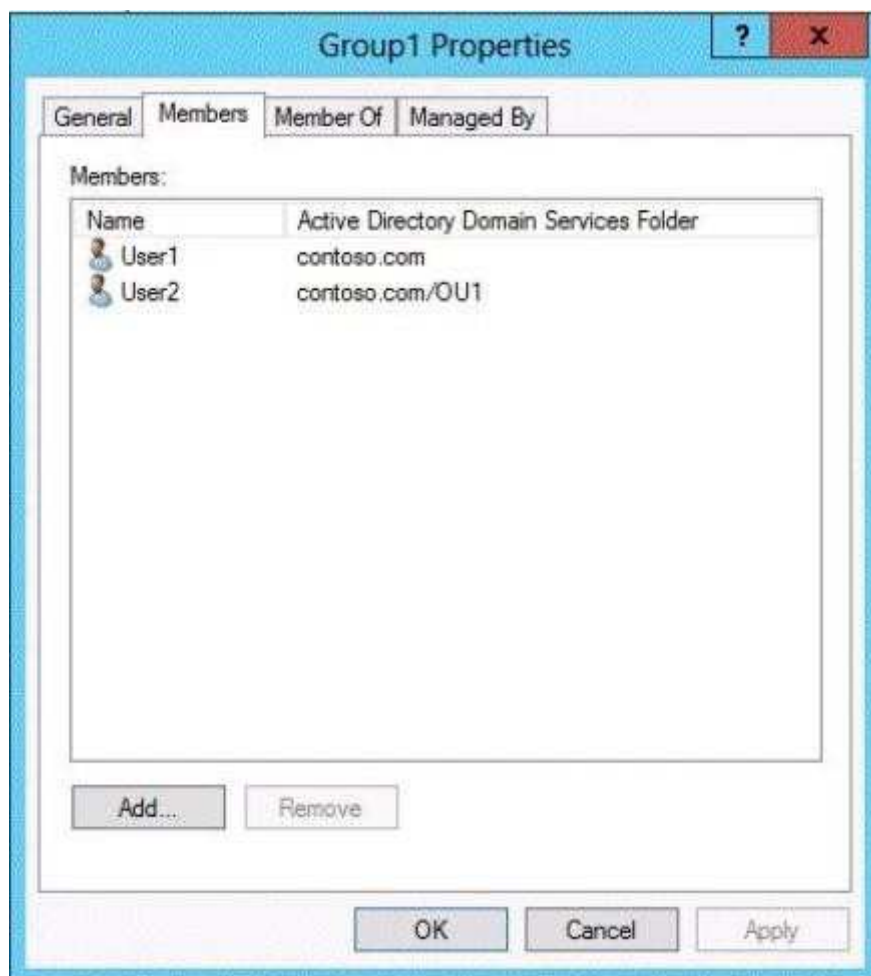 Group1 Properties ? x
General Members Member Of Managed By
Members:
Name Active Directory Domain Services Folder
User1 contoso.com
User2 contoso.com/OU1
Add... Remove
OK Cancel Apply